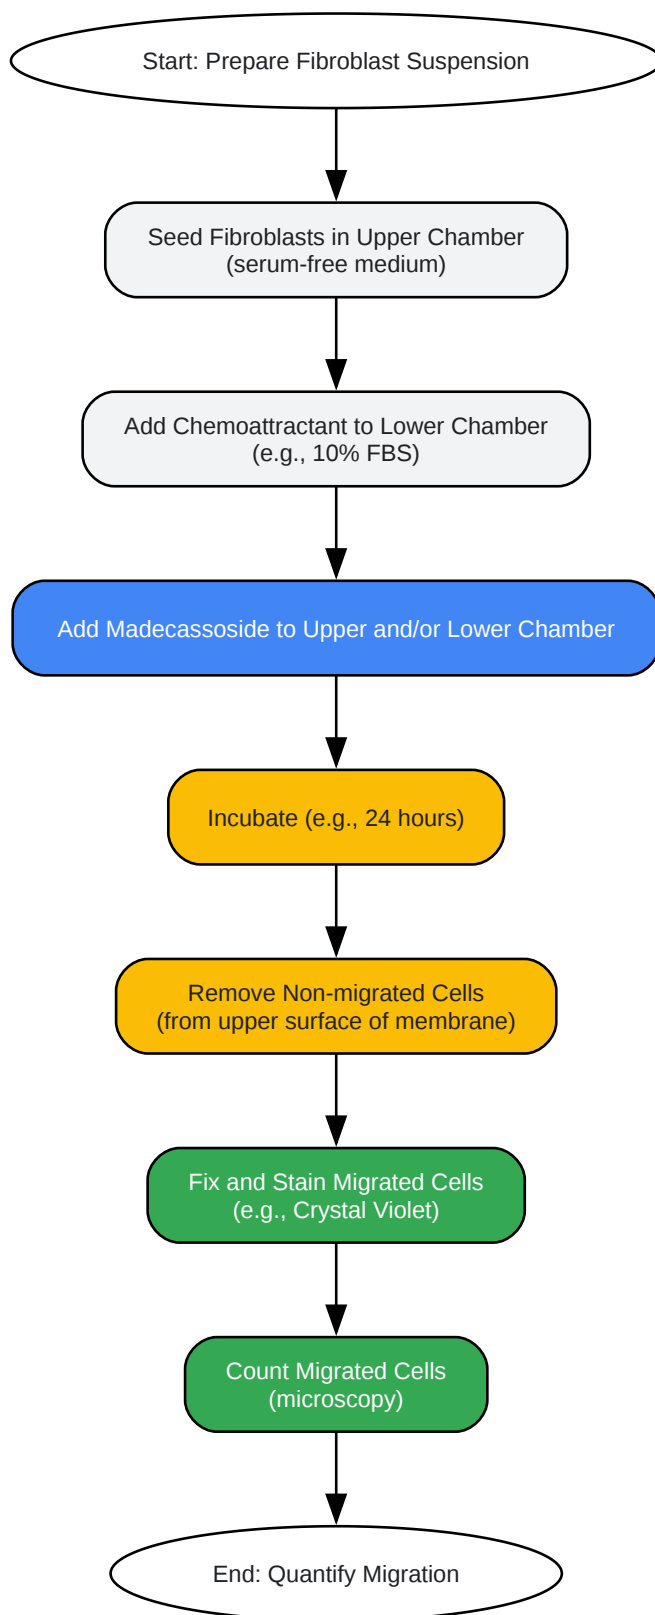 Start: Prepare Fibroblast Suspension
Seed Fibroblasts in Upper Chamber
(serum-free medium)
Add Chemoattractant to Lower Chamber
(e.g., 10% FBS)
Add Madecassoside to Upper and/or Lower Chamber
Incubate (e.g., 24 hours)
Remove Non-migrated Cells
(from upper surface of membrane)
Fix and Stain Migrated Cells
(e.g., Crystal Violet)
Count Migrated Cells
(microscopy)
End: Quantify Migration